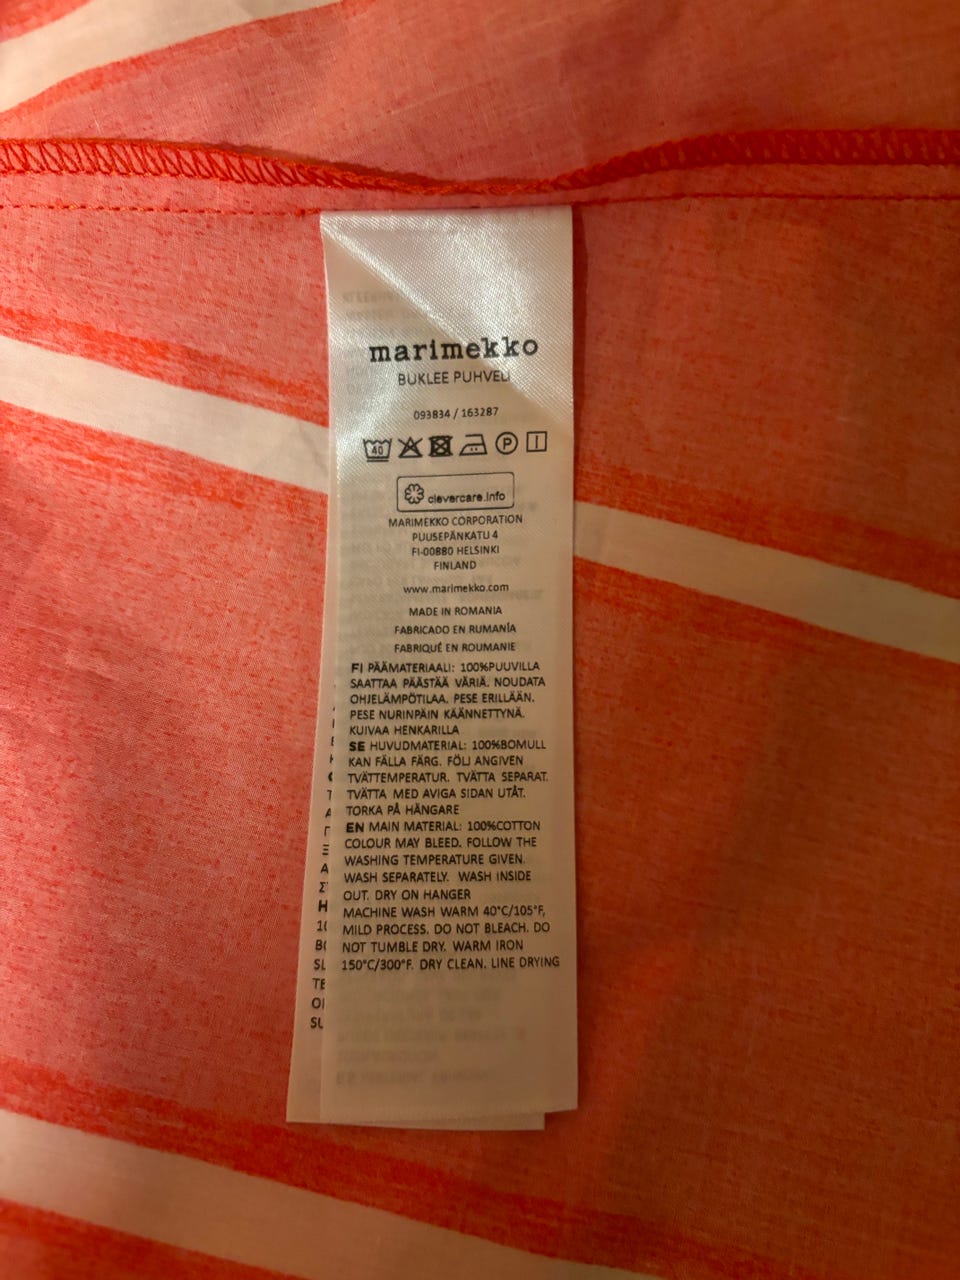 marimekko
BUKLEE PUHVELI
093834 / 163287
40
P
clevercare.info
MARIMEKKO CORPORATION
PUUSEPÄNKATU 4
FI-00880 HELSINKI
FINLAND
www.marimekko.com
MADE IN ROMANIA
FABRICADO EN RUMANÍA
FABRIQUÉ EN ROUMANIE
FI PÄÄMATERIAALI: 100%PUUVILLA
SAATTAA PÄÄSTÄÄ VÄRIÄ. NOUDATA
OHJELÄMPÖTILAA. PESE ERILLÄÄN.
PESE NURINPÄIN KÄÄNNETTYNÄ.
KUIVAA HENKARILLA
SE HUVUDMATERIAL: 100%BOMULL
KAN FÄLLA FÄRG. FÖLJ ANGIVEN
TVÄTTEMPERATUR. TVÄTTA SEPARAT.
TVÄTTA MED AVIGA SIDAN UTÅT.
TORKA PÅ HÄNGARE
EN MAIN MATERIAL: 100%COTTON
COLOUR MAY BLEED. FOLLOW THE
WASHING TEMPERATURE GIVEN.
WASH SEPARATELY. WASH INSIDE
OUT. DRY ON HANGER
MACHINE WASH WARM 40°C/105°F,
MILD PROCESS. DO NOT BLEACH. DO
NOT TUMBLE DRY. WARM IRON
150°C/300°F. DRY CLEAN. LINE DRYING